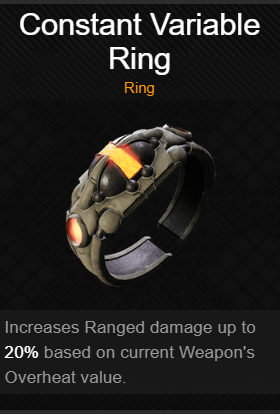 Constant Variable
Ring
Ring
Increases Ranged damage up to
20% based on current Weapon's
Overheat value.